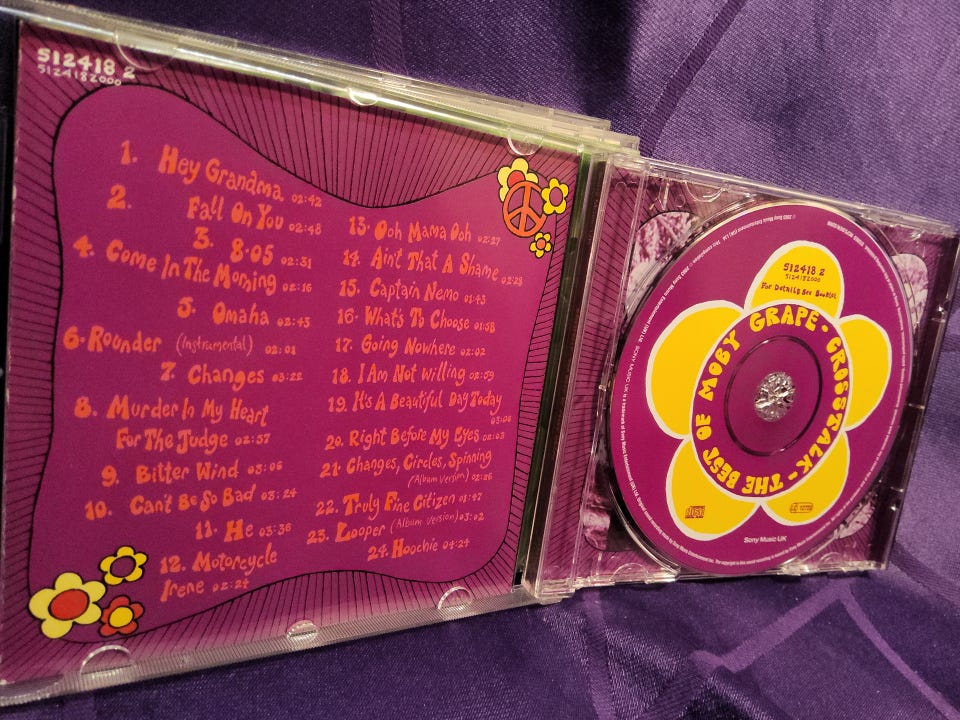 512418 2
5124182000
1. Hey Grandma 02:42
2. Fall On You 02:48
3. 8.05 02:31
4. Come In The Morning 02:16
5. Omaha 02:43
6. Rounder (Instrumental) 02:01
7. Changes 03:22
8. Murder In My Heart
For The Judge 02:57
9. Bitter Wind 03:06
10. Can't Be So Bad 03:24
11. He 03:36
12. Motorcycle
Irene 02:24
13. Ooh Mama Ooh 02:27
14. Ain't That A Shame 02:28
15. Captain Nemo 01:43
16. What's To Choose 01:58
17. Going Nowhere 02:02
18. I Am Not Willing 02:59
19. It's A Beautiful Day Today
03:06
20. Right Before My Eyes 02:03
21. Changes, Circles, Spinning
(Album Version) 02:26
22. Truly Fine Citizen 01:47
23. Looper (Album Version) 03:02
24. Hoochie 04:24
512418 2
5124182000
For Details See Booklet
CROSSTALK - THE BEST OF MOBY GRAPE -
disc
Sony Music UK